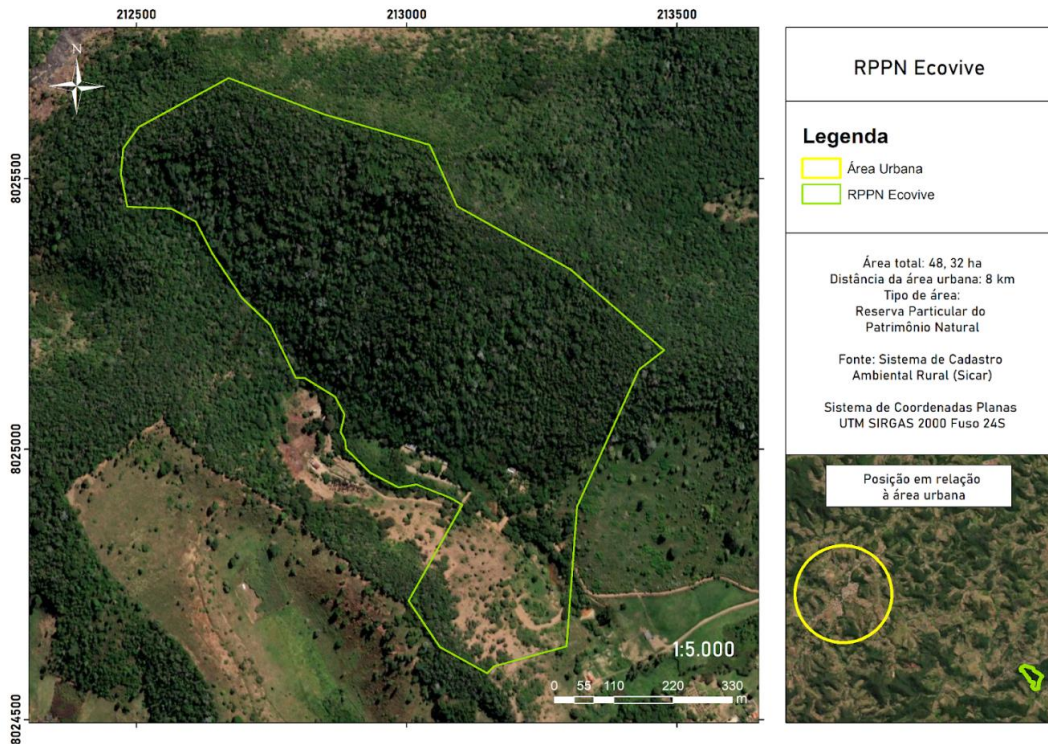 212500
213000
213500
N
8025500
8025000
8024500
1:5.000
0 55 110 220 330
m
RPPN Ecovive
Legenda
Área Urbana
RPPN Ecovive
Área total: 48, 32 ha
Distância da área urbana: 8 km
Tipo de área:
Reserva Particular do
Patrimônio Natural
Fonte: Sistema de Cadastro
Ambiental Rural (Sicar)
Sistema de Coordenadas Planas
UTM SIRGAS 2000 Fuso 24S
Posição em relação
à área urbana